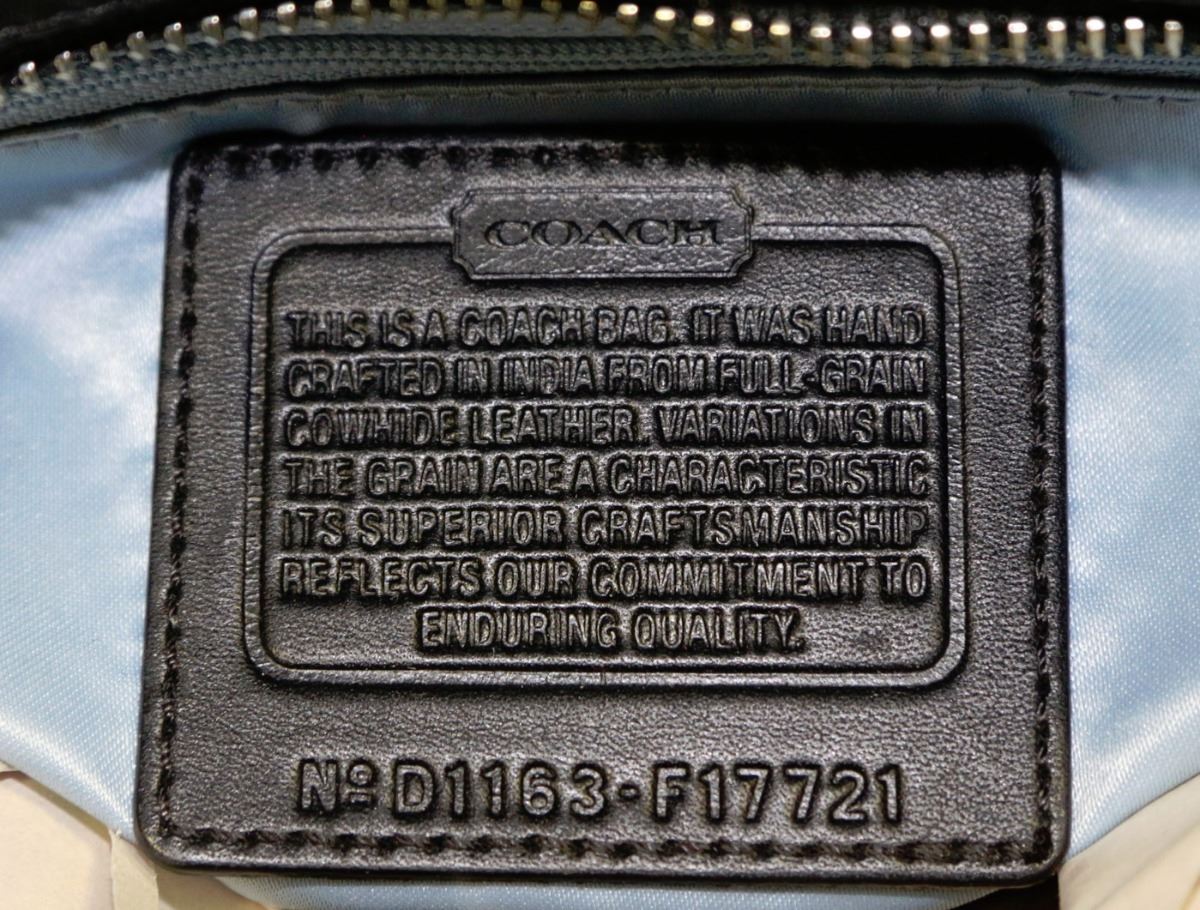 COACH
THIS IS A COACH BAG. IT WAS HAND
CRAFTED IN INDIA FROM FULL-GRAIN
COWHIDE LEATHER. VARIATIONS IN
THE GRAIN ARE A CHARACTERISTIC
ITS SUPERIOR CRAFTSMANSHIP
REFLECTS OUR COMMITMENT TO
ENDURING QUALITY.
Nº D1163-F17721